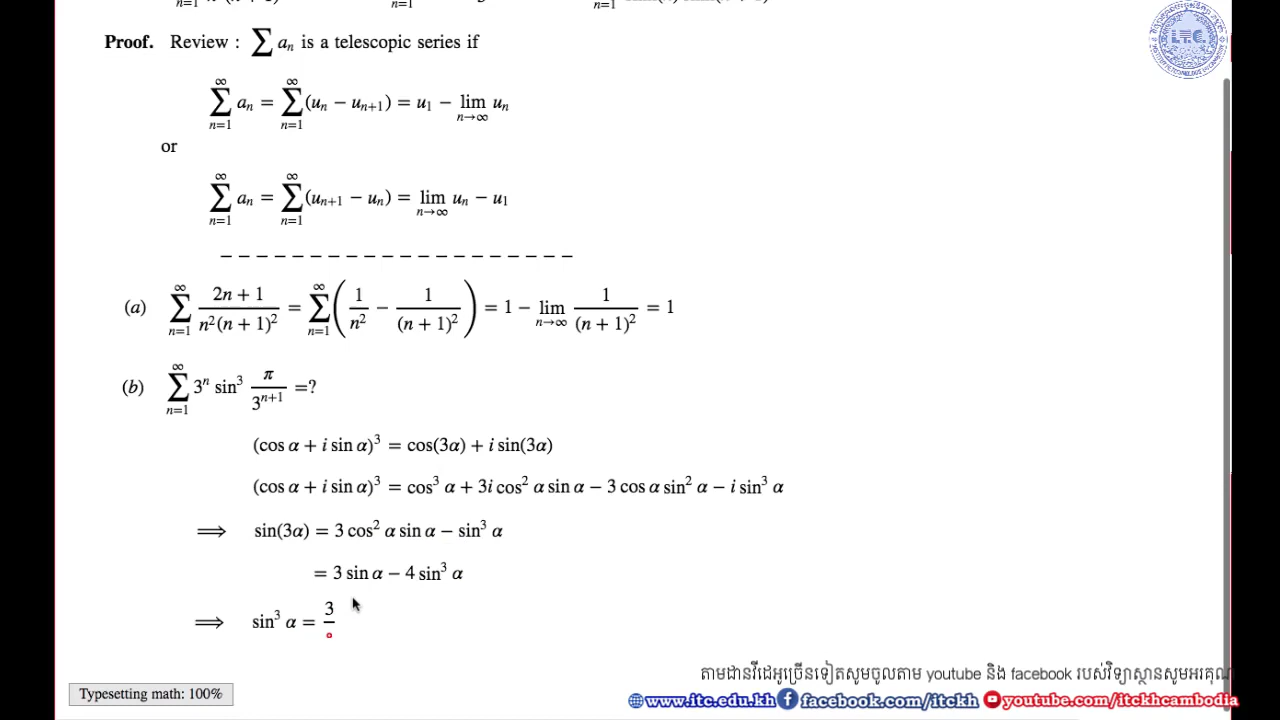 Proof. Review : ∑ aₙ is a telescopic series if
∑_{n=1}^{∞} aₙ = ∑_{n=1}^{∞} (uₙ − uₙ₊₁) = u₁ − lim_{n→∞} uₙ
or
∑_{n=1}^{∞} aₙ = ∑_{n=1}^{∞} (uₙ₊₁ − uₙ) = lim_{n→∞} uₙ − u₁
− − − − − − − − − − − − − − − − − − −
(a) ∑_{n=1}^{∞} (2n + 1)/(n²(n + 1)²) = ∑_{n=1}^{∞} (1/n² − 1/(n + 1)²) = 1 − lim_{n→∞} 1/(n + 1)² = 1
(b) ∑_{n=1}^{∞} 3ⁿ sin³ π/3ⁿ⁺¹ =?
(cos α + i sin α)³ = cos(3α) + i sin(3α)
(cos α + i sin α)³ = cos³ α + 3i cos² α sin α − 3 cos α sin² α − i sin³ α
⟹ sin(3α) = 3 cos² α sin α − sin³ α
= 3 sin α − 4 sin³ α
⟹ sin³ α = 3/
តាមដានវីដេអូច្រើនទៀតសូមចូលតាម youtube និង facebook របស់វិទ្យាស្ថានសូមអរគុណ
Typesetting math: 100%
www.itc.edu.kh facebook.com/itckh youtube.com/itckhcambodia
I.T.C.